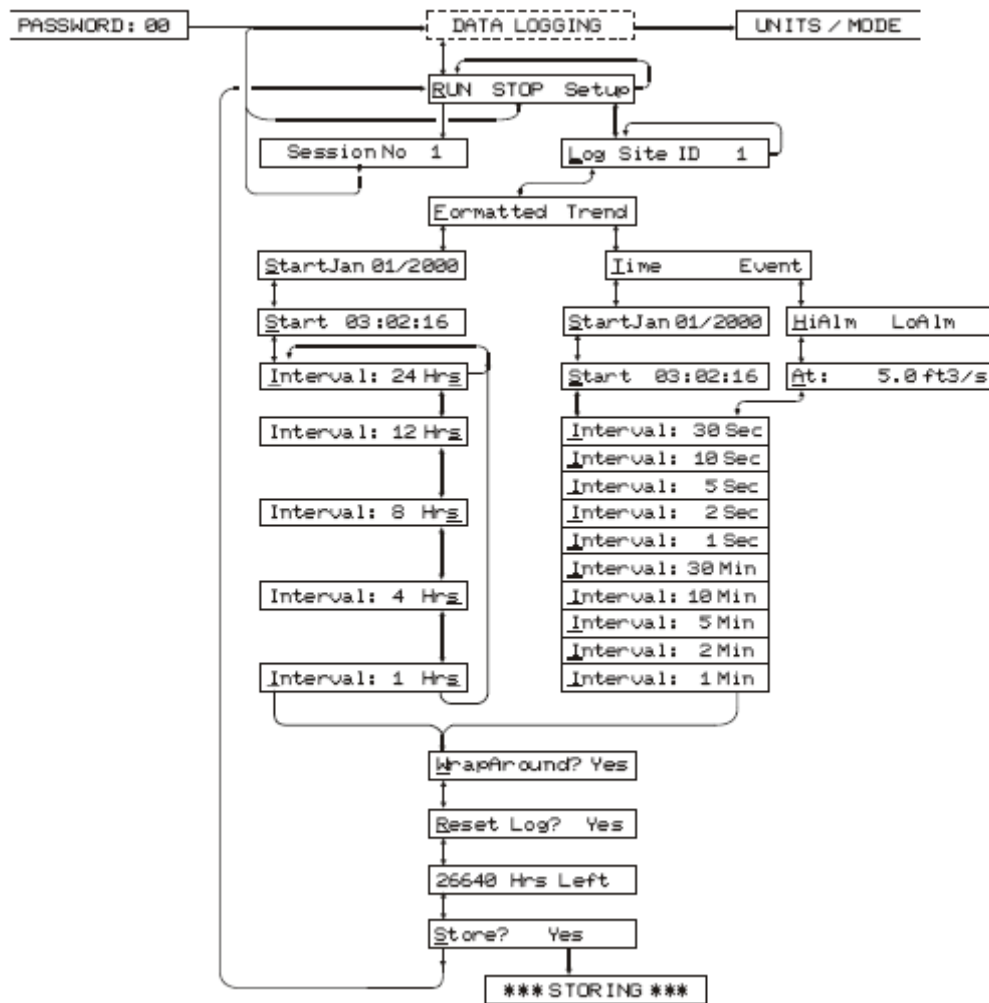 PASSWORD: 00
DATA LOGGING
UNITS / MODE
RUN STOP Setup
Session No 1
Log Site ID 1
Formatted Trend
StartJan 01/2000
Time Event
Start 03:02:16
StartJan 01/2000
HiAlm LoAlm
Interval: 24 Hrs
Start 03:02:16
At: 5.0 ft3/s
Interval: 12 Hrs
Interval: 8 Hrs
Interval: 4 Hrs
Interval: 1 Hrs
Interval: 30 Sec
Interval: 10 Sec
Interval: 5 Sec
Interval: 2 Sec
Interval: 1 Sec
Interval: 30 Min
Interval: 10 Min
Interval: 5 Min
Interval: 2 Min
Interval: 1 Min
WrapAround? Yes
Reset Log? Yes
26640 Hrs Left
Store? Yes
*** STORING ***